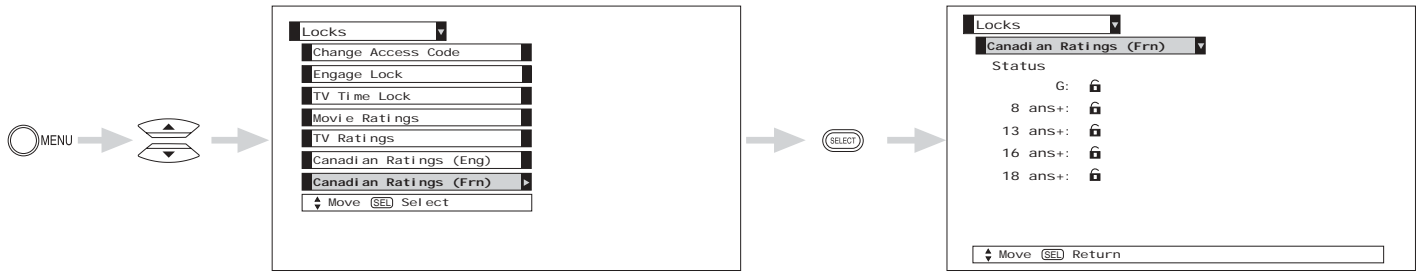 MENU
Locks
Change Access Code
Engage Lock
TV Time Lock
Movie Ratings
TV Ratings
Canadian Ratings (Eng)
Canadian Ratings (Frn)
Move SEL Select
SELECT
Locks
Canadian Ratings (Frn)
Status
G:
8 ans+:
13 ans+:
16 ans+:
18 ans+:
Move SEL Return